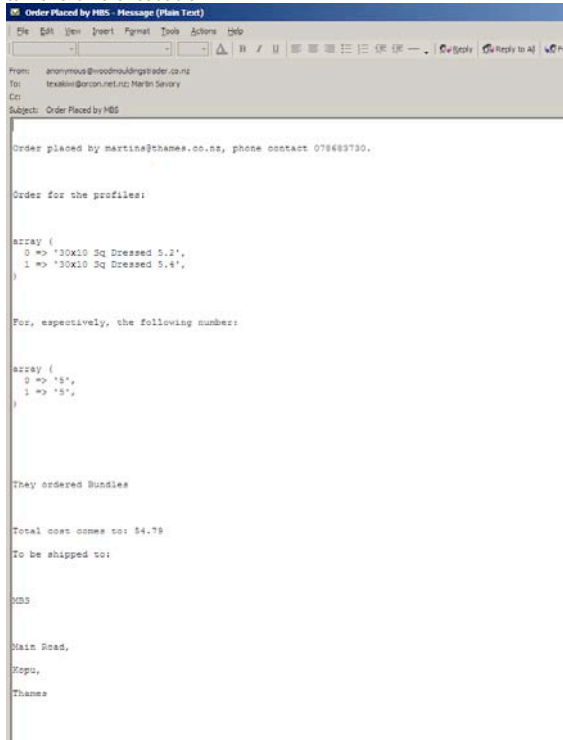 Order Placed by MBS - Message (Plain Text)
File Edit View Insert Format Tools Actions Help
A B I U Reply Reply to All
From: anonymous@woodmouldingstrader.co.nz
To: texakiwi@orcon.net.nz; Martin Savory
Cc:
Subject: Order Placed by MBS
Order placed by martins@thames.co.nz, phone contact 078683730.
Order for the profiles:
array (
0 => '30x10 Sq Dressed 5.2',
1 => '30x10 Sq Dressed 5.4',
)
For, espectively, the following number:
array (
0 => '5',
1 => '5',
)
They ordered Bundles
Total cost comes to: 54.79
To be shipped to:
MBS
Main Road,
Kopu,
Thames